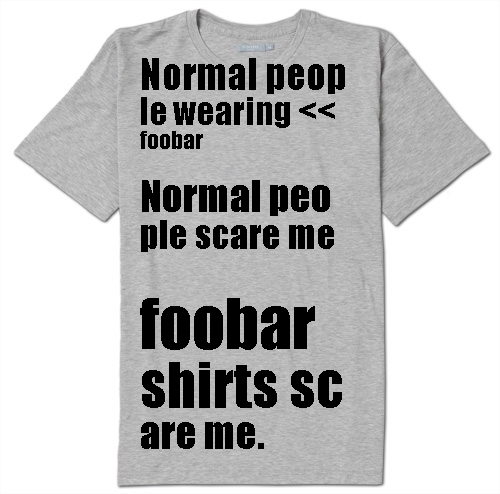 Normal peop
le wearing <<
foobar
Normal peo
ple scare me
foobar
shirts sc
are me.